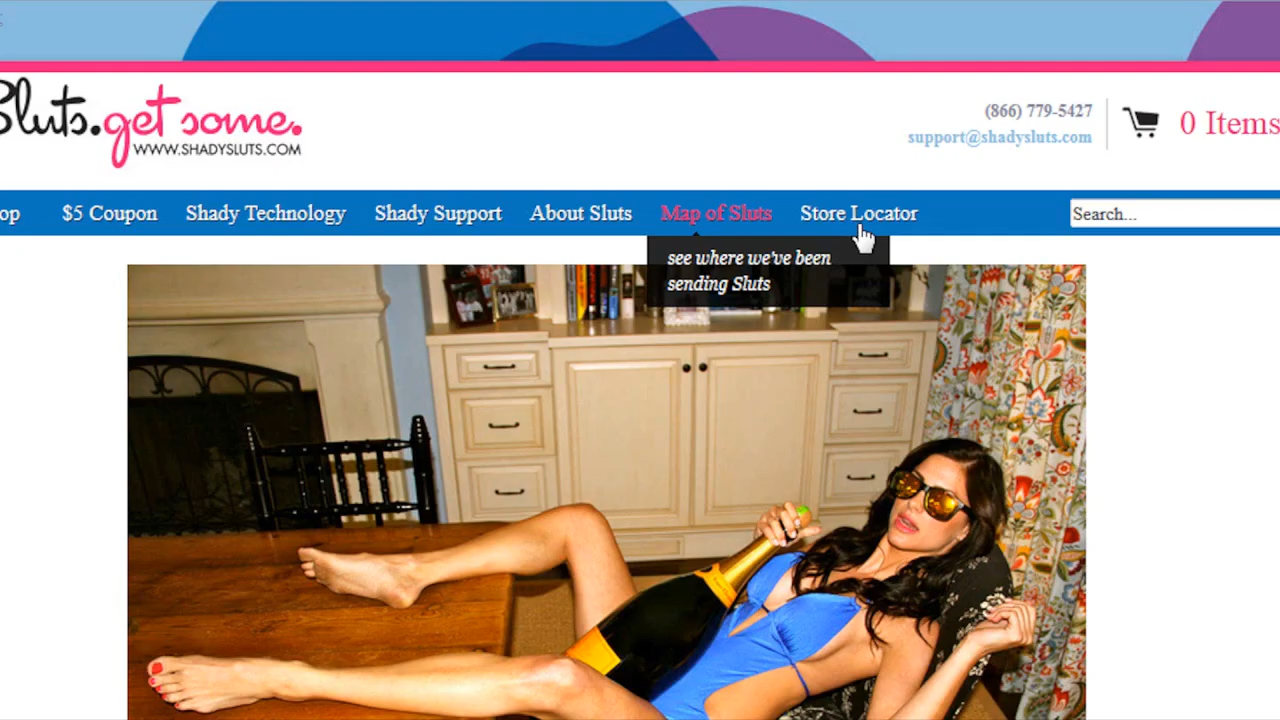 Sluts.get some.
WWW.SHADYSLUTS.COM
(866) 779-5427
support@shadysluts.com
0 Items
op
$5 Coupon
Shady Technology
Shady Support
About Sluts
Map of Sluts
Store Locator
Search...
see where we've been
sending Sluts